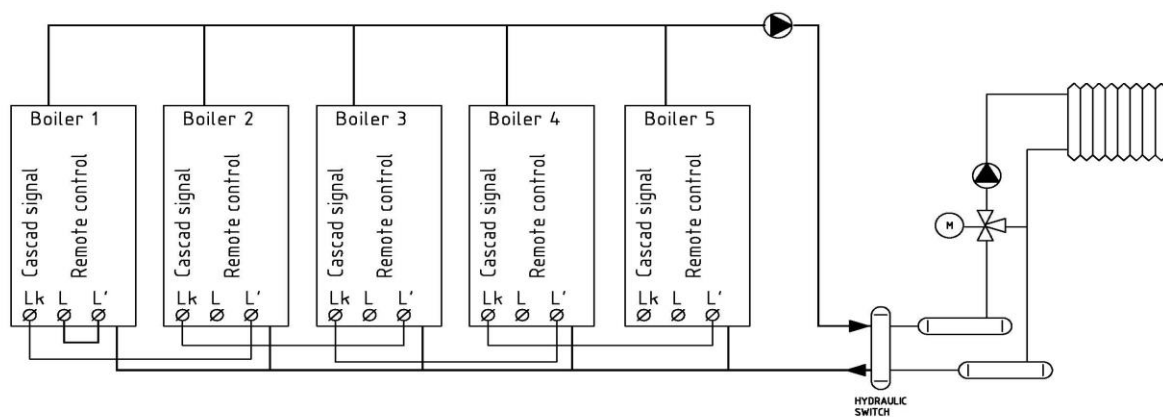 Boiler 1
Cascad signal
Remote control
Lk L L'
Boiler 2
Cascad signal
Remote control
Lk L L'
Boiler 3
Cascad signal
Remote control
Lk L L'
Boiler 4
Cascad signal
Remote control
Lk L L'
Boiler 5
Cascad signal
Remote control
Lk L L'
M
HYDRAULIC
SWITCH